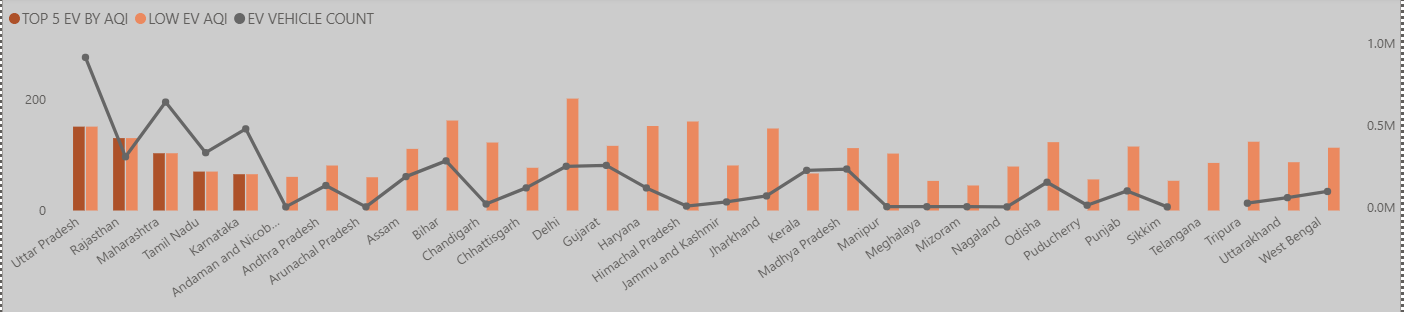 TOP 5 EV BY AQI LOW EV AQI EV VEHICLE COUNT
1.0M
200
0.5M
0
0.0M
Uttar Pradesh
Rajasthan
Maharashtra
Tamil Nadu
Karnataka
Andaman and Nicob...
Andhra Pradesh
Arunachal Pradesh
Assam
Bihar
Chandigarh
Chhattisgarh
Delhi
Gujarat
Haryana
Himachal Pradesh
Jammu and Kashmir
Jharkhand
Kerala
Madhya Pradesh
Manipur
Meghalaya
Mizoram
Nagaland
Odisha
Puducherry
Punjab
Sikkim
Telangana
Tripura
Uttarakhand
West Bengal